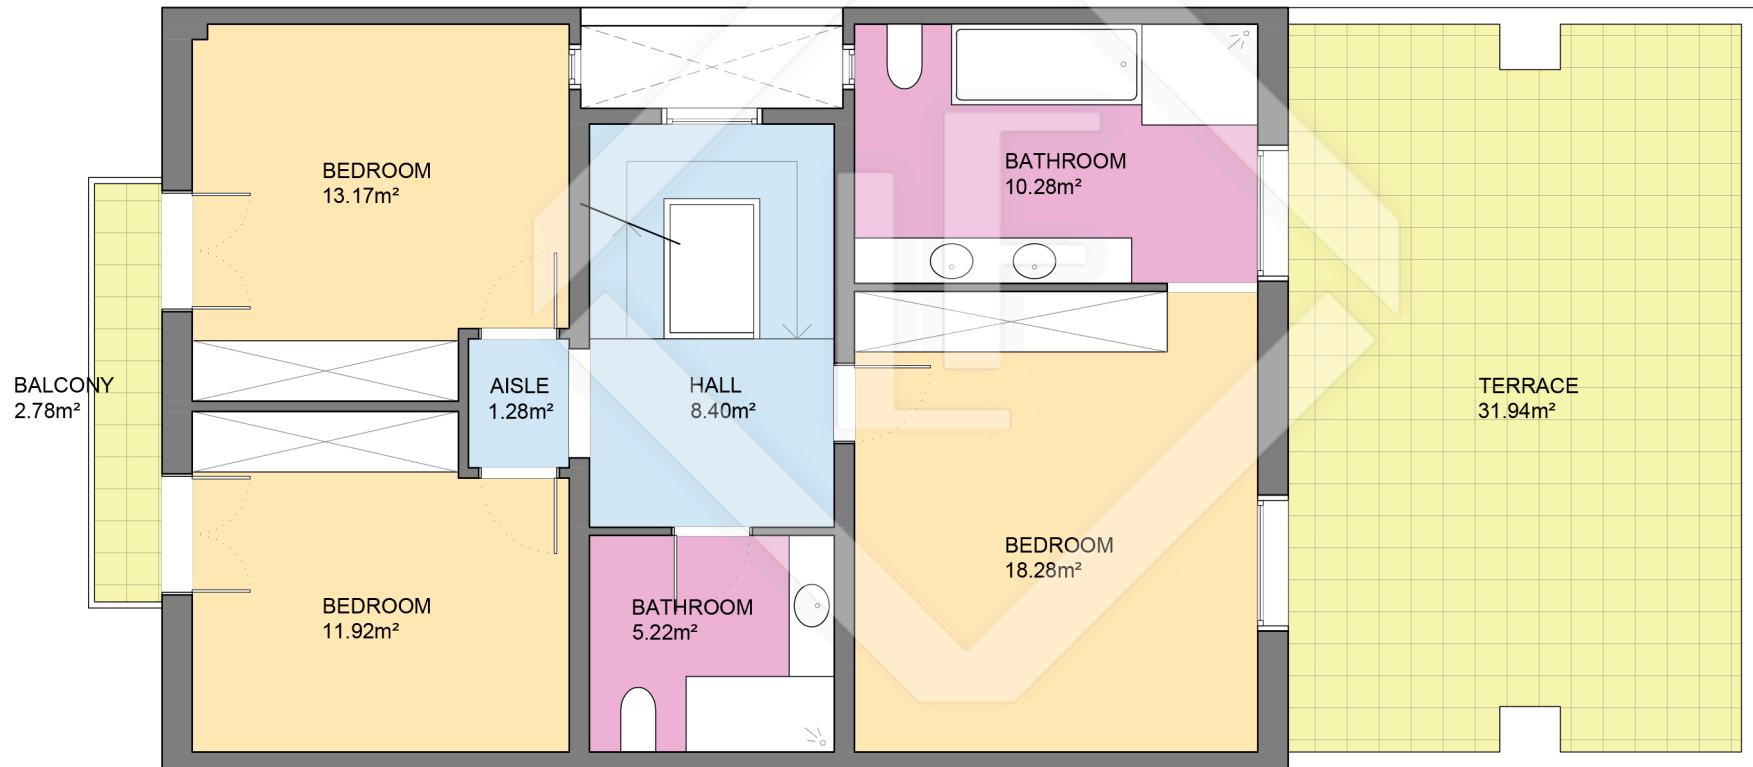 BEDROOM
13.17m²
BATHROOM
10.28m²
BALCONY
2.78m²
AISLE
1.28m²
HALL
8.40m²
TERRACE
31.94m²
BEDROOM
18.28m²
BEDROOM
11.92m²
BATHROOM
5.22m²